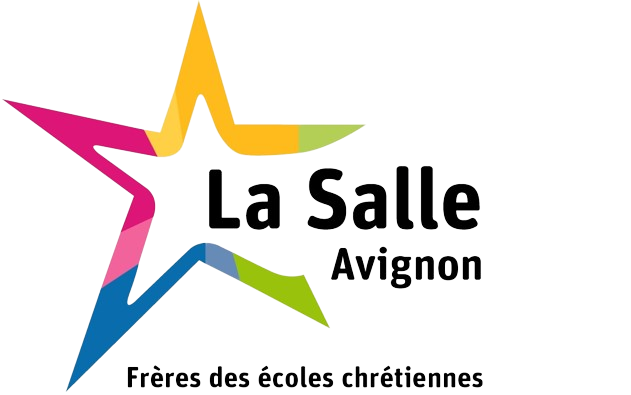 La Salle
Avignon
Frères des écoles chrétiennes